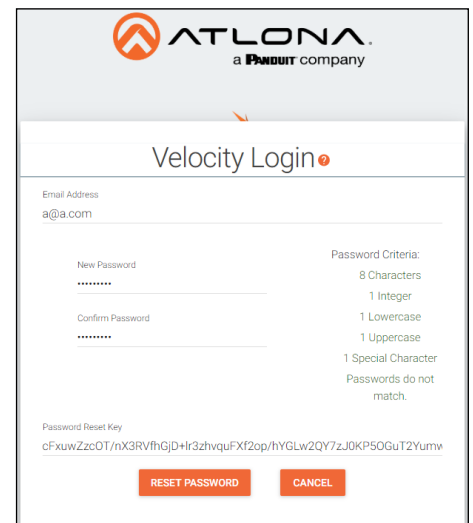 ATLONA.
a PANDUIT company
Velocity Login ?
Email Address
a@a.com
New Password
•••••••••
Confirm Password
•••••••••
Password Criteria:
8 Characters
1 Integer
1 Lowercase
1 Uppercase
1 Special Character
Passwords do not
match.
Password Reset Key
cFxuwZzcOT/nX3RVfhGjD+lr3zhvquFXf2op/hYGLw2QY7zJ0KP5OGuT2Yumw
RESET PASSWORD
CANCEL